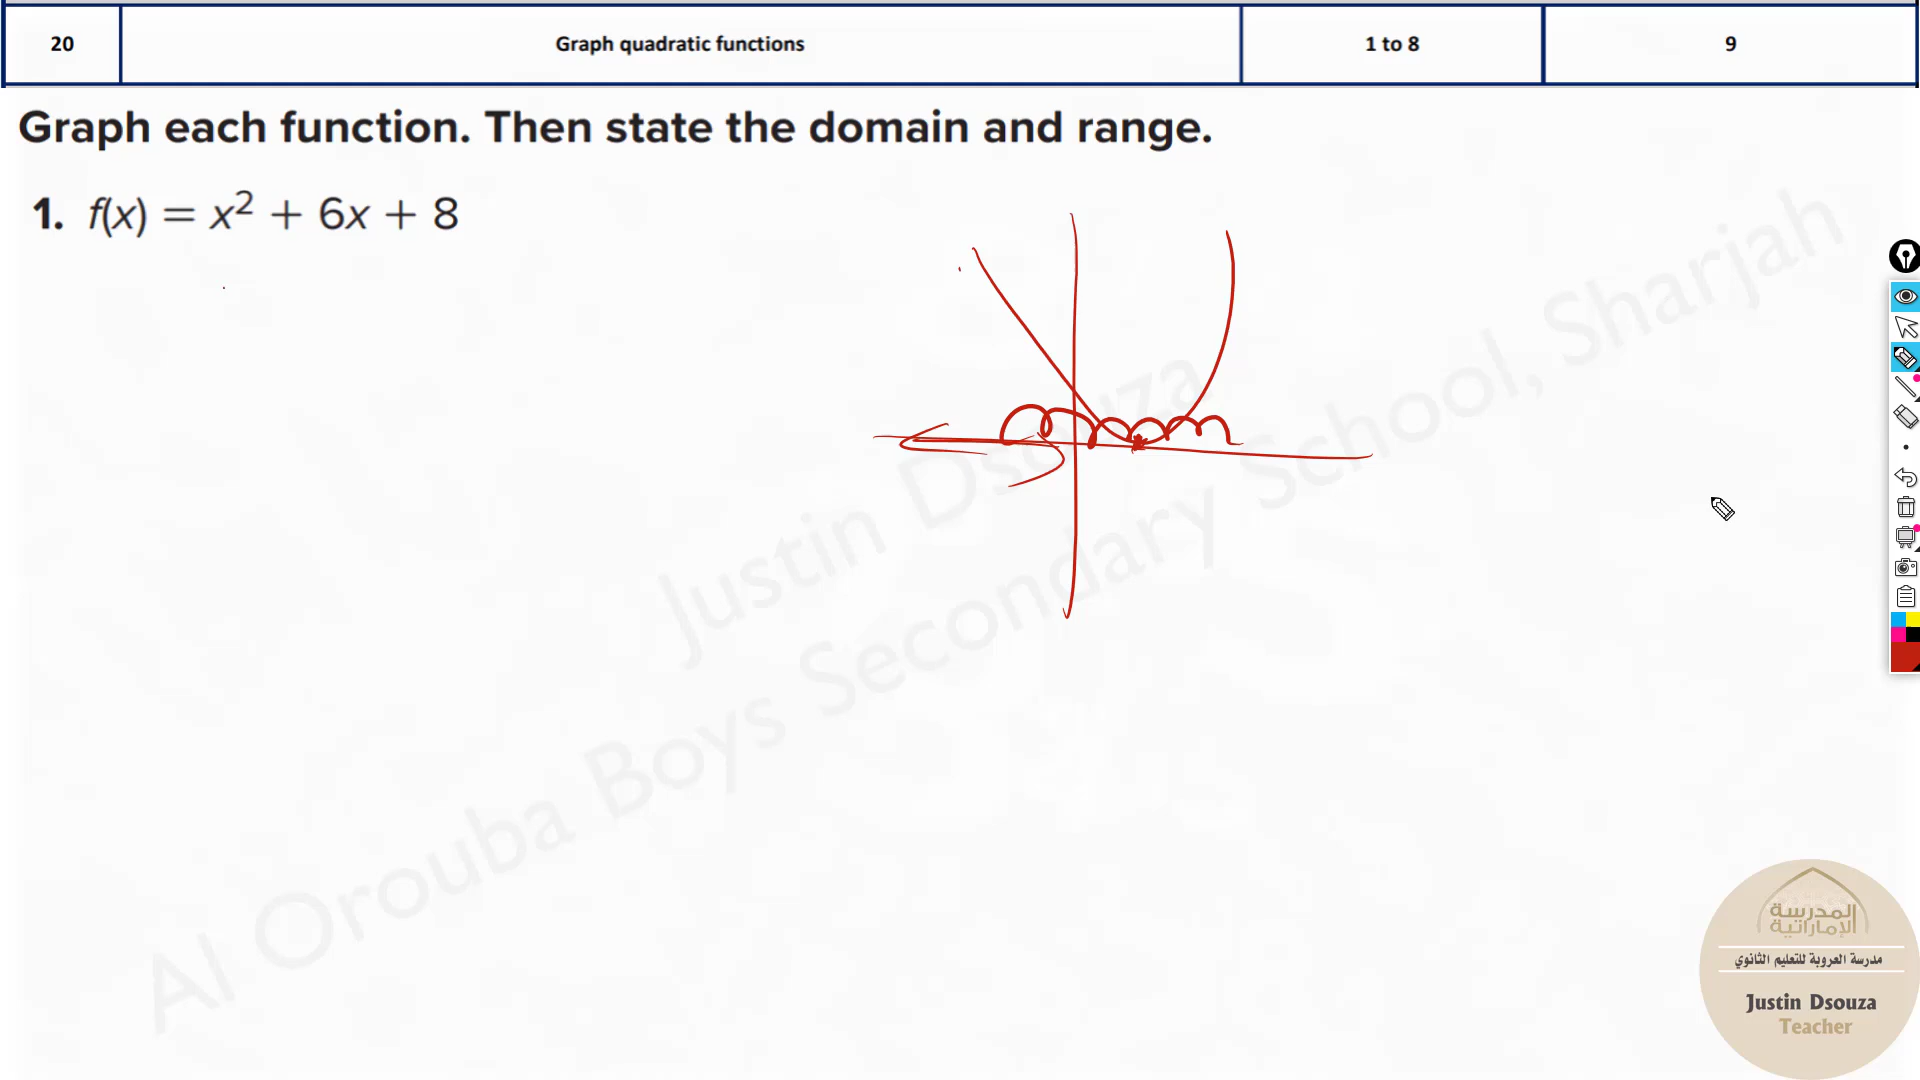 20 Graph quadratic functions 1 to 8 9
Graph each function. Then state the domain and range.
1. f(x) = x² + 6x + 8
Justin Dsouza
Al Orouba Boys Secondary School, Sharjah
المدرسة
الإماراتية
مدرسة العروبة للتعليم الثانوي
Justin Dsouza
Teacher